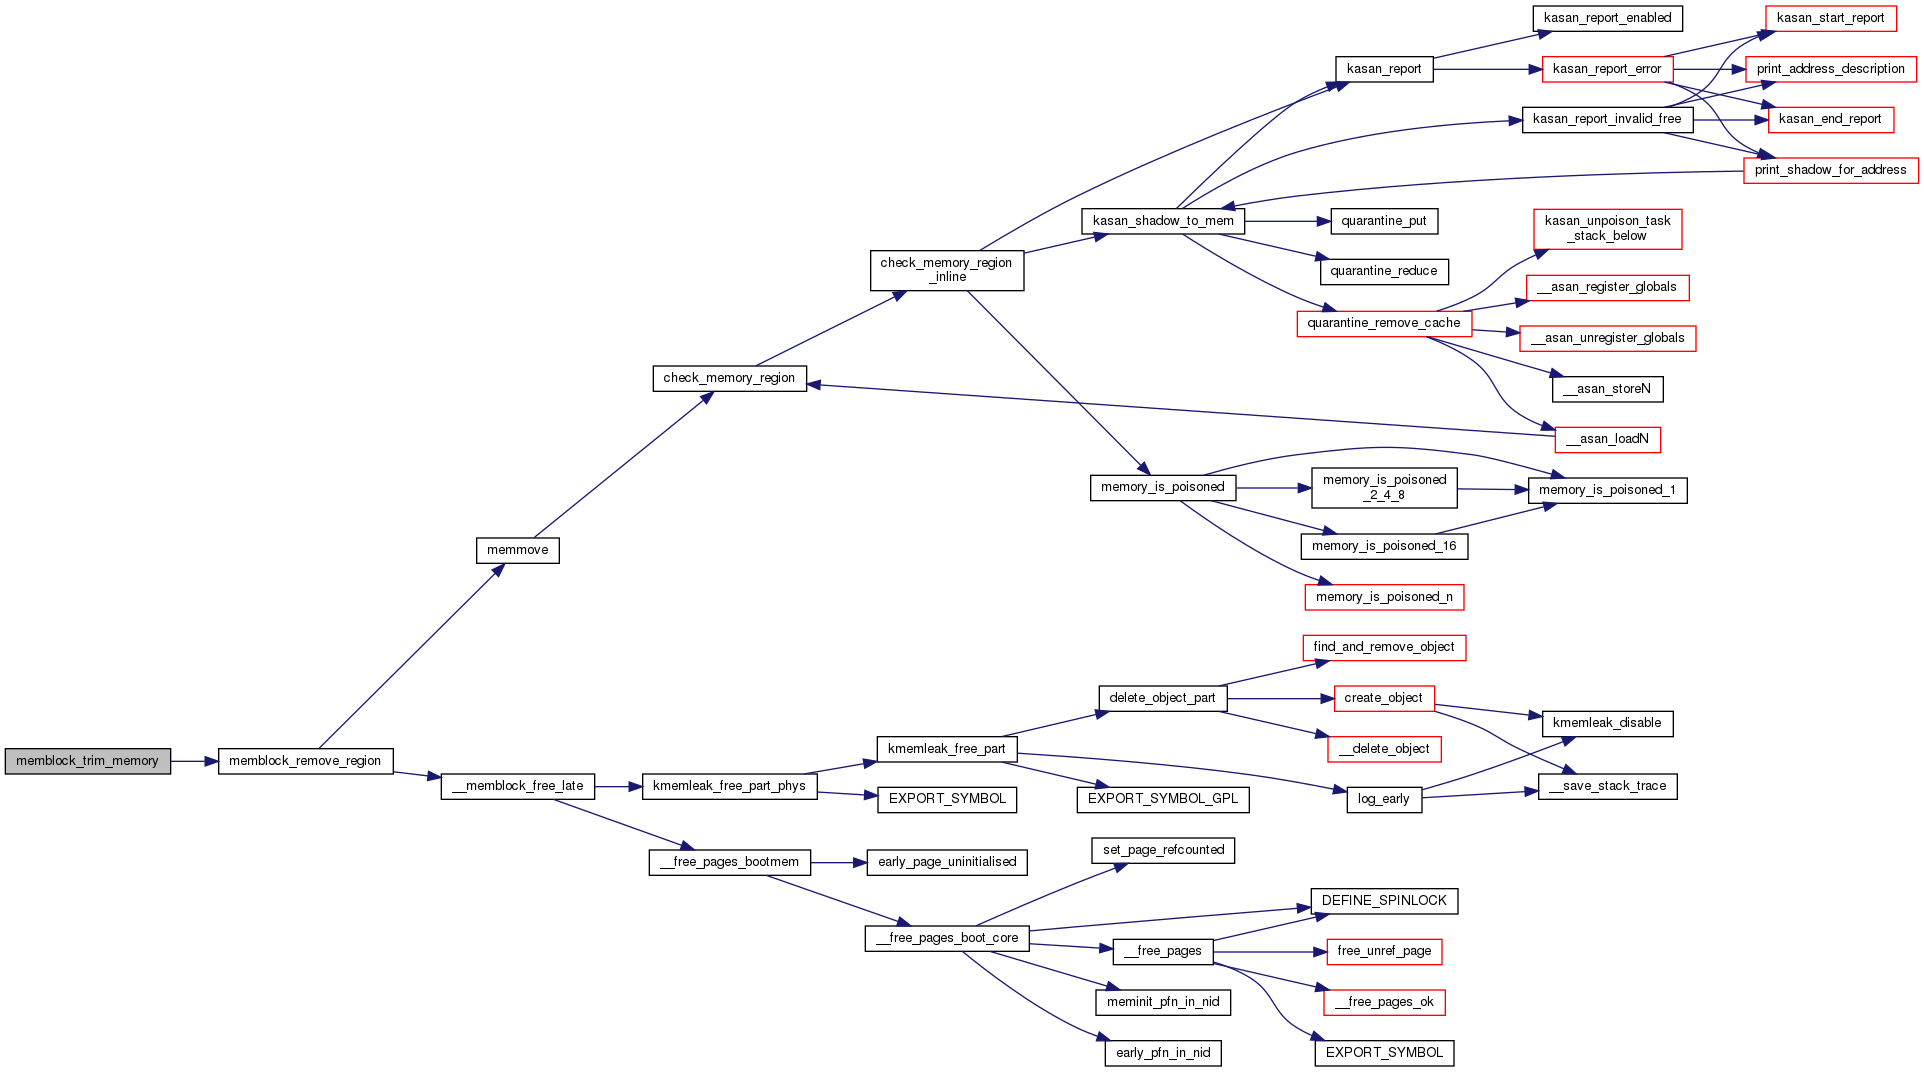 kasan_report_enabled
kasan_start_report
kasan_report
kasan_report_error
print_address_description
kasan_report_invalid_free
kasan_end_report
print_shadow_for_address
kasan_shadow_to_mem
quarantine_put
kasan_unpoison_task
_stack_below
check_memory_region
_inline
quarantine_reduce
__asan_register_globals
quarantine_remove_cache
__asan_unregister_globals
check_memory_region
__asan_storeN
__asan_loadN
memory_is_poisoned
memory_is_poisoned
_2_4_8
memory_is_poisoned_1
memmove
memory_is_poisoned_16
memory_is_poisoned_n
find_and_remove_object
delete_object_part
create_object
kmemleak_disable
kmemleak_free_part
__delete_object
memblock_trim_memory
memblock_remove_region
__memblock_free_late
kmemleak_free_part_phys
EXPORT_SYMBOL
EXPORT_SYMBOL_GPL
log_early
__save_stack_trace
set_page_refcounted
__free_pages_bootmem
early_page_uninitialised
DEFINE_SPINLOCK
__free_pages_boot_core
__free_pages
free_unref_page
meminit_pfn_in_nid
__free_pages_ok
early_pfn_in_nid
EXPORT_SYMBOL